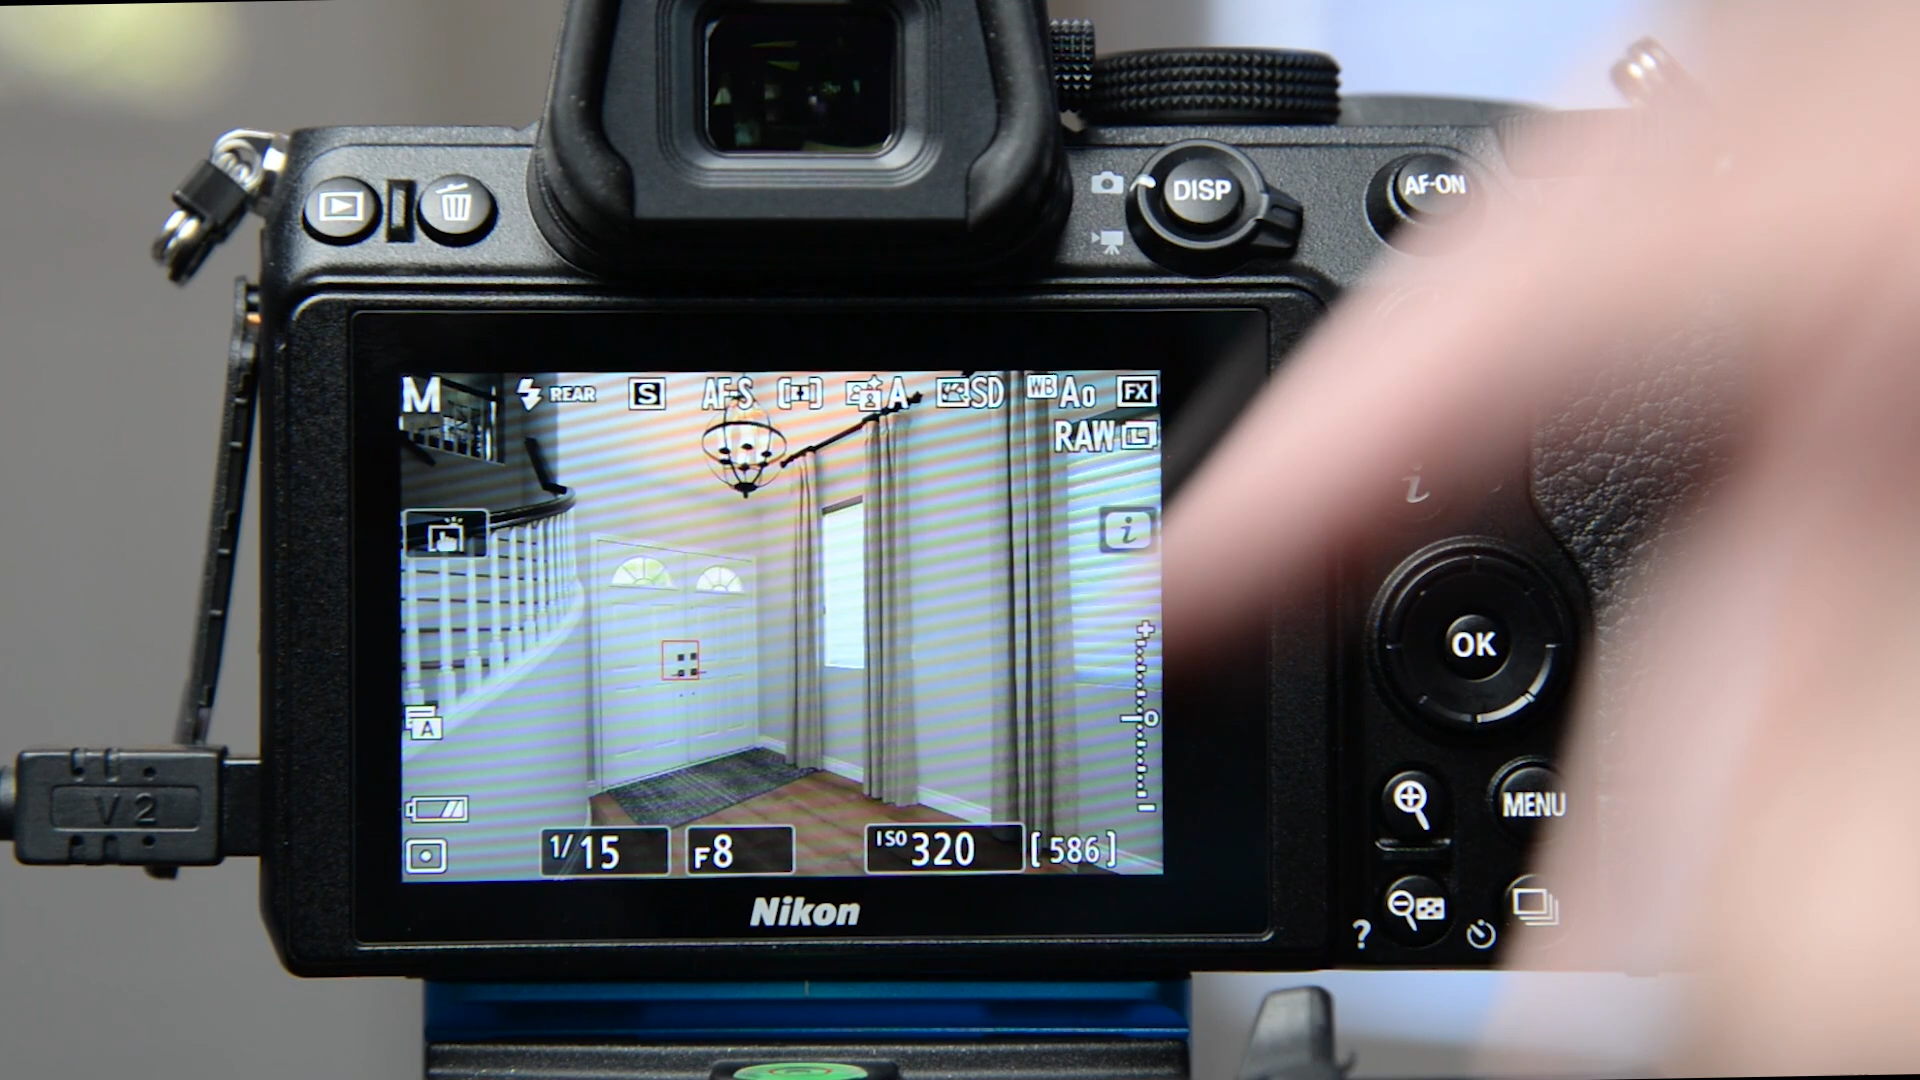 DISP
AF-ON
M REAR S AF-S A SD WB A0 FX
RAW L
i
i
OK
A
V2
MENU
1/15 F8 ISO 320 [586]
Nikon
?